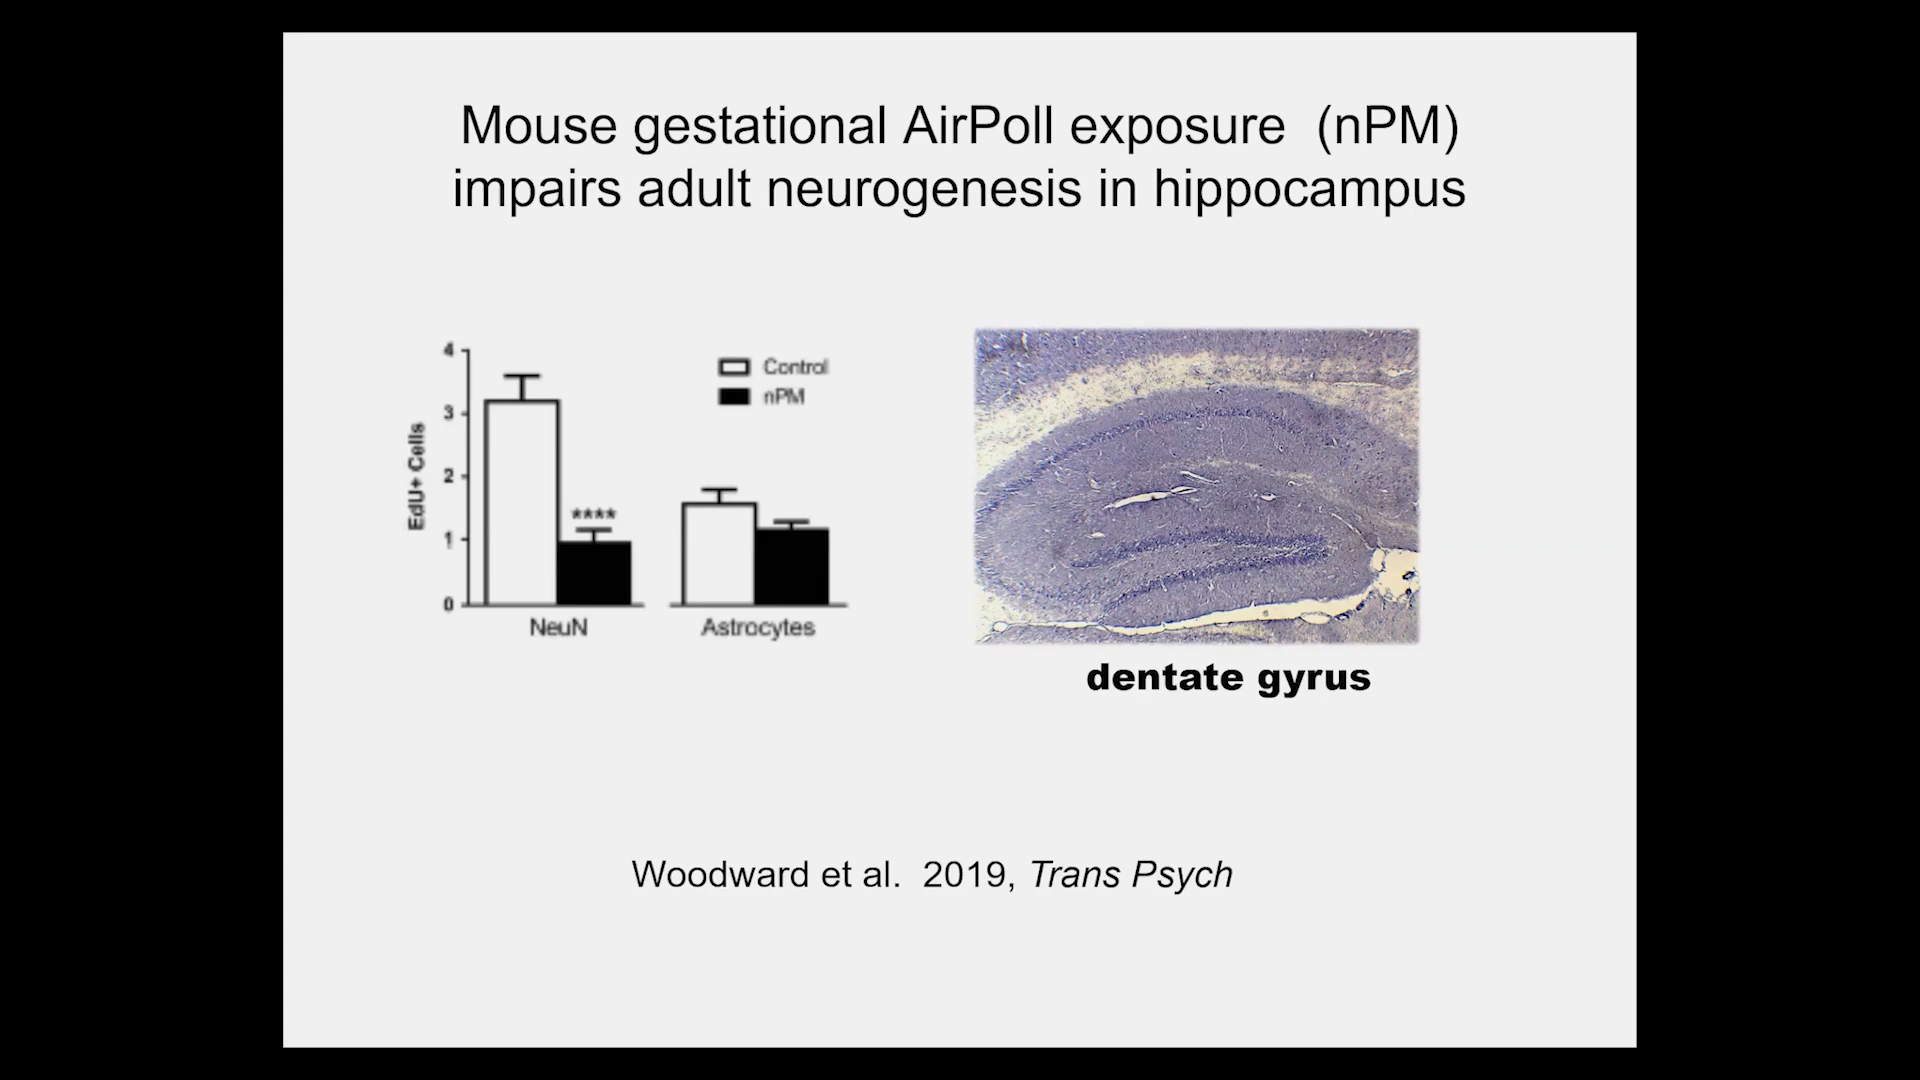 Mouse gestational AirPoll exposure (nPM)
impairs adult neurogenesis in hippocampus
4
3
2
1
0
EdU+ Cells
Control
nPM
****
NeuN
Astrocytes
dentate gyrus
Woodward et al. 2019, Trans Psych